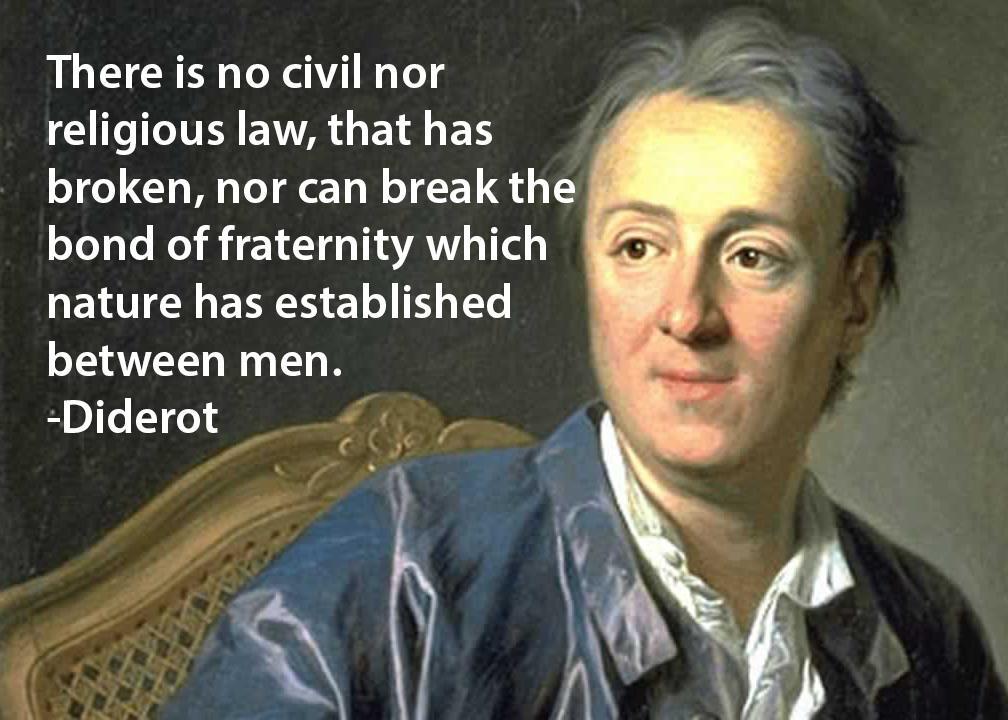 There is no civil nor
religious law, that has
broken, nor can break the
bond of fraternity which
nature has established
between men.
-Diderot